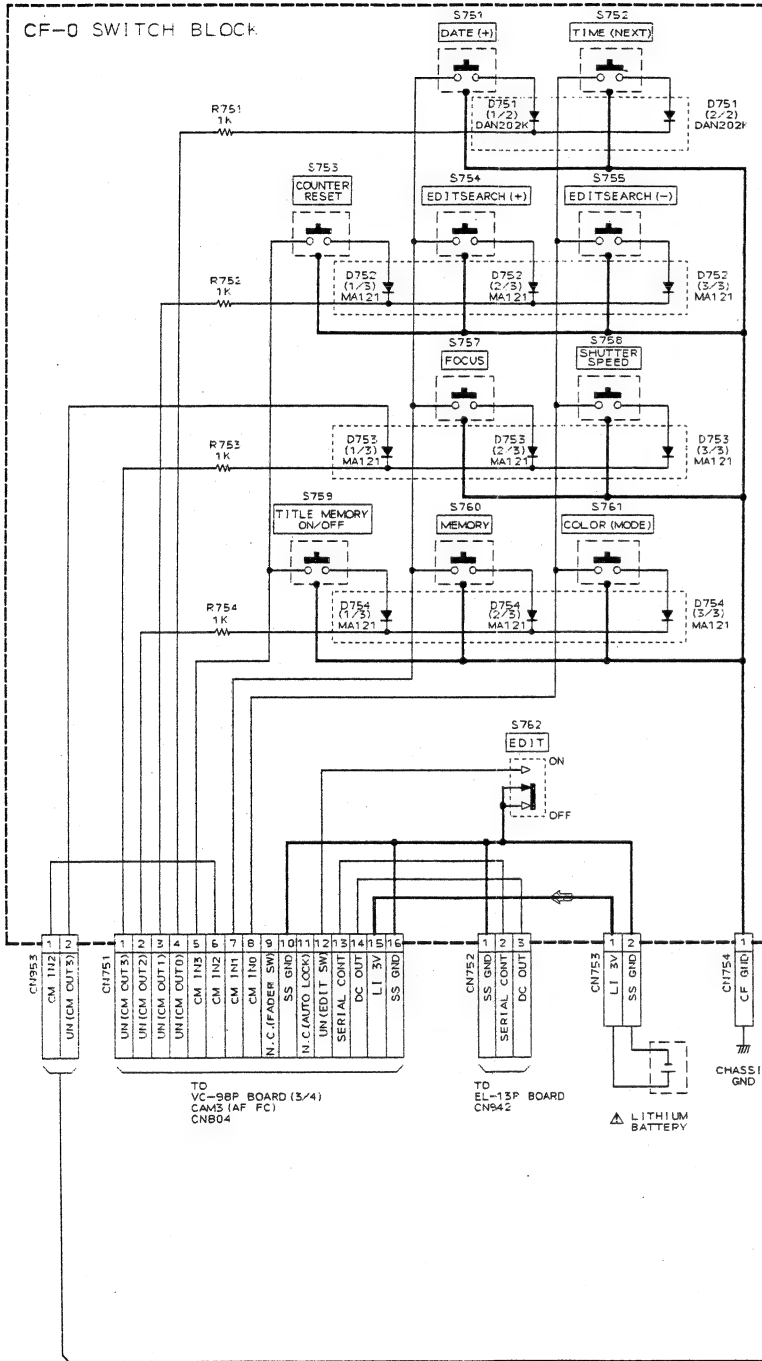 CF-O SWITCH BLOCK
S751
DATE (+)
S752
TIME (NEXT)
R751
1K
D751
(1/2)
DAN202K
D751
(2/2)
DAN202K
S753
COUNTER
RESET
S754
EDITSEARCH (+)
S755
EDITSEARCH (-)
R752
1K
D752
(1/3)
MA121
D752
(2/3)
MA121
D752
(3/3)
MA121
S757
FOCUS
S758
SHUTTER
SPEED
R753
1K
D753
(1/3)
MA121
D753
(2/3)
MA121
D753
(3/3)
MA121
S759
TITLE MEMORY
ON/OFF
S760
MEMORY
S761
COLOR (MODE)
R754
1K
D754
(1/3)
MA121
D754
(2/3)
MA121
D754
(3/3)
MA121
S762
EDIT
ON
OFF
CN953
1 CM IN2
2 UN(CM OUT3)
CN751
1 UN(CM OUT3)
2 UN(CM OUT2)
3 UN(CM OUT1)
4 UN(CM OUT0)
5 CM IN3
6 CM IN2
7 CM IN1
8 CM IN0
9 N.C.(FADER SW)
10 SS GND
11 N.C(AUTO LOCK)
12 UN(EDIT SW)
13 SERIAL CONT
14 DC OUT
15 LI 3V
16 SS GND
CN752
1 SS GND
2 SERIAL CONT
3 DC OUT
CN753
1 LI 3V
2 SS GND
CN754
1 CF GND
TO
VC-98P BOARD (3/4)
CAM3 (AF FC)
CN804
TO
EL-13P BOARD
CN942
LITHIUM
BATTERY
CHASSI
GND